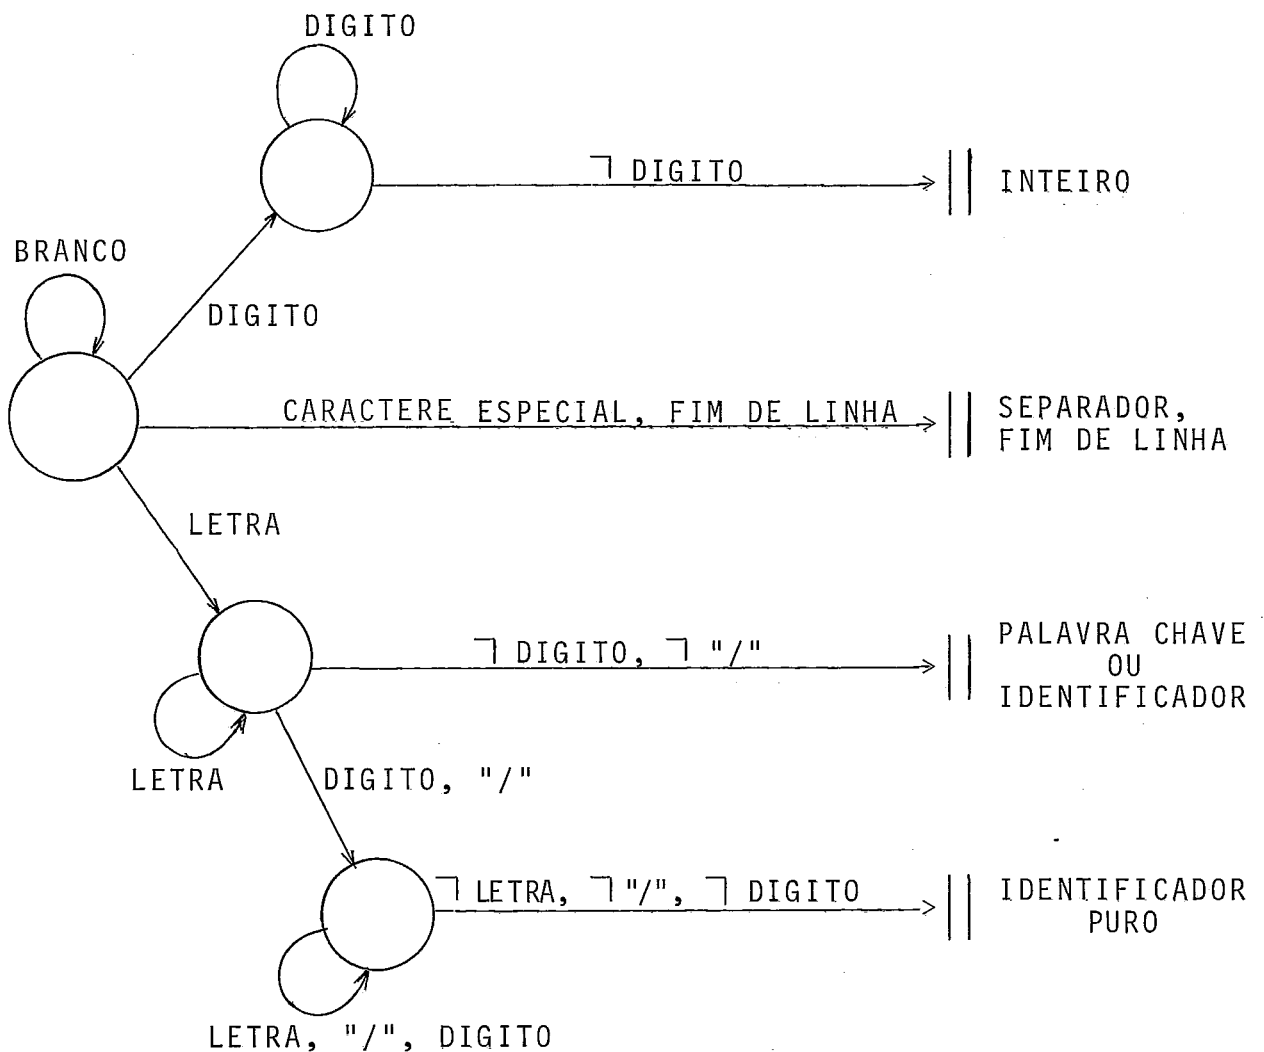 DIGITO
¬ DIGITO
INTEIRO
BRANCO
DIGITO
CARACTERE ESPECIAL, FIM DE LINHA
SEPARADOR,
FIM DE LINHA
LETRA
¬ DIGITO, ¬ "/"
PALAVRA CHAVE
OU
IDENTIFICADOR
LETRA
DIGITO, "/"
¬ LETRA, ¬ "/", ¬ DIGITO
IDENTIFICADOR
PURO
LETRA, "/", DIGITO